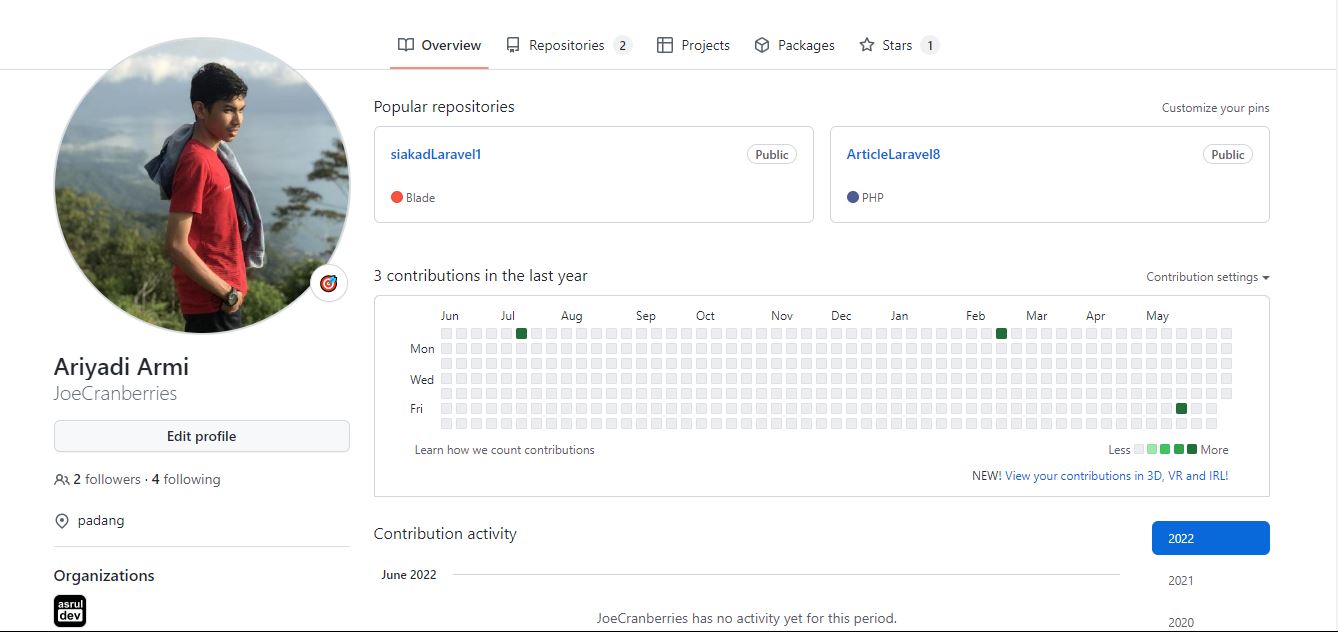 Overview Repositories 2 Projects Packages Stars 1
Popular repositories Customize your pins
siakadLaravel1 Public
Blade
ArticleLaravel8 Public
PHP
3 contributions in the last year Contribution settings
Jun Jul Aug Sep Oct Nov Dec Jan Feb Mar Apr May
Mon
Wed
Fri
Learn how we count contributions Less More
NEW! View your contributions in 3D, VR and IRL!
Ariyadi Armi
JoeCranberries
Edit profile
2 followers · 4 following
padang
Organizations
asrul
dev
Contribution activity
June 2022
JoeCranberries has no activity yet for this period.
2022
2021
2020